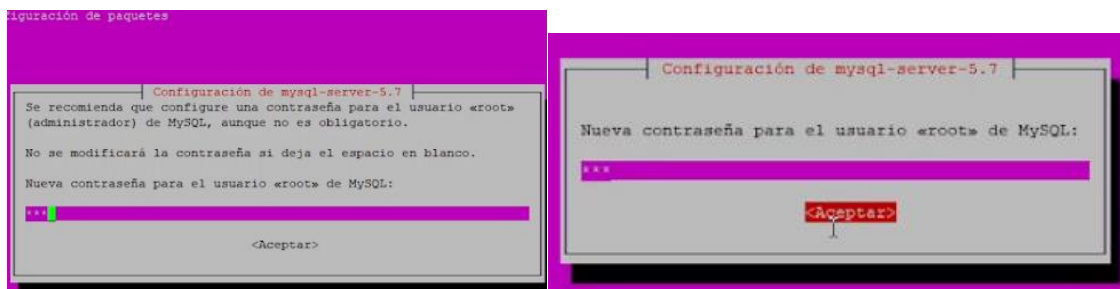 figuración de paquetes
Configuración de mysql-server-5.7
Se recomienda que configure una contraseña para el usuario «root»
(administrador) de MySQL, aunque no es obligatorio.
No se modificará la contraseña si deja el espacio en blanco.
Nueva contraseña para el usuario «root» de MySQL:
***
<Aceptar>
Configuración de mysql-server-5.7
Nueva contraseña para el usuario «root» de MySQL:
***
<Aceptar>